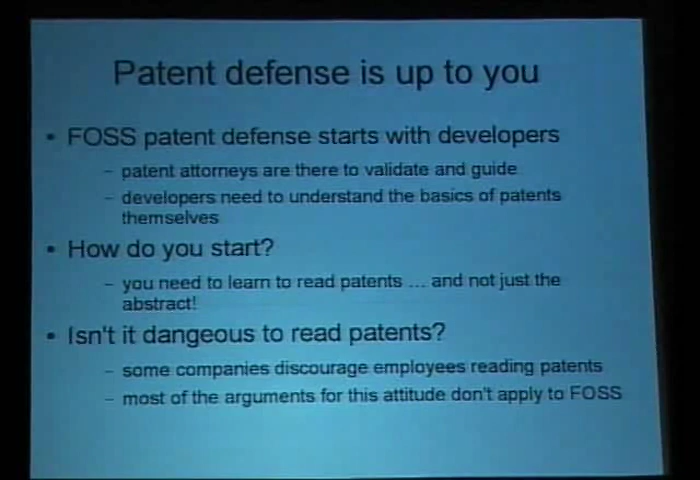 Patent defense is up to you
• FOSS patent defense starts with developers
– patent attorneys are there to validate and guide
– developers need to understand the basics of patents
themselves
• How do you start?
– you need to learn to read patents ... and not just the
abstract!
• Isn't it dangeous to read patents?
– some companies discourage employees reading patents
– most of the arguments for this attitude don't apply to FOSS